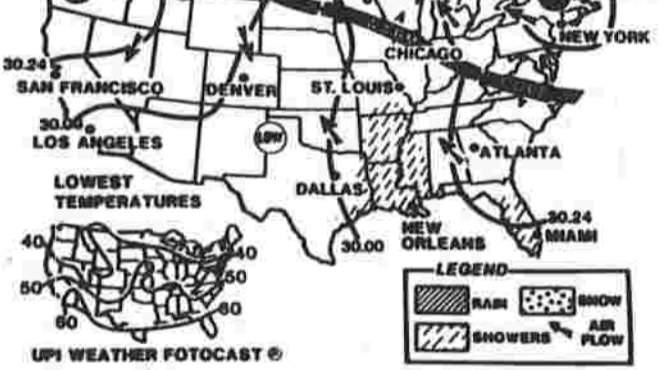 NEW YORK
CHICAGO
30.24
SAN FRANCISCO
DENVER
ST. LOUIS
30.00
LOS ANGELES
LOW
ATLANTA
LOWEST
TEMPERATURES
DALLAS
30.00
NEW
ORLEANS
30.24
MIAMI
40
40
50
50
60
60
LEGEND
RAIN
SNOW
SHOWERS
AIR
FLOW
UPI WEATHER FOTOCAST ®